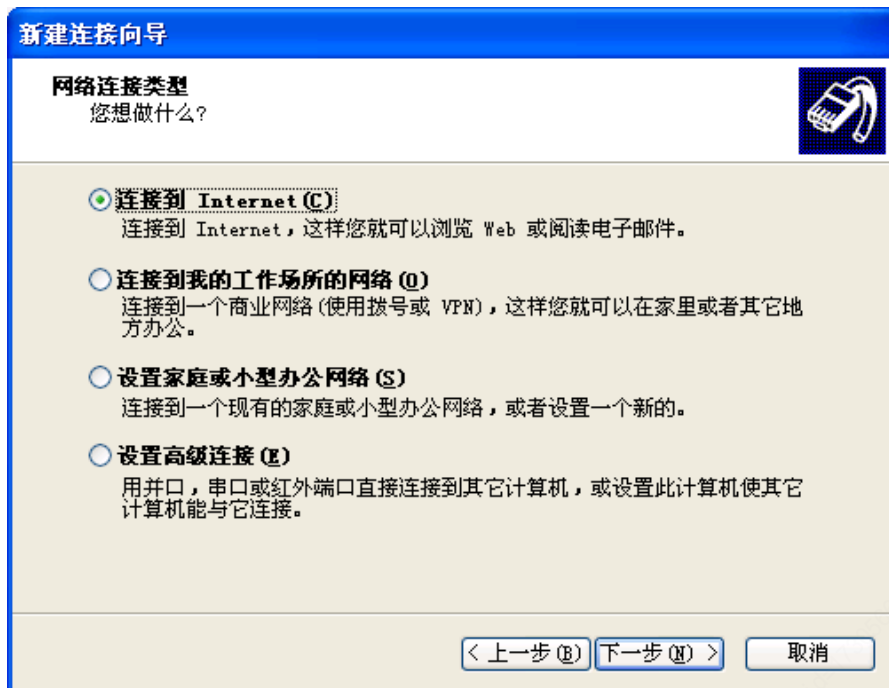 新建连接向导
网络连接类型
您想做什么?
连接到 Internet(C)
连接到 Internet，这样您就可以浏览 Web 或阅读电子邮件。
连接到我的工作场所的网络(O)
连接到一个商业网络(使用拨号或 VPN)，这样您就可以在家里或者其它地
方办公。
设置家庭或小型办公网络(S)
连接到一个现有的家庭或小型办公网络，或者设置一个新的。
设置高级连接(E)
用并口，串口或红外端口直接连接到其它计算机，或设置此计算机使其它
计算机能与它连接。
< 上一步(B) 下一步(N) > 取消